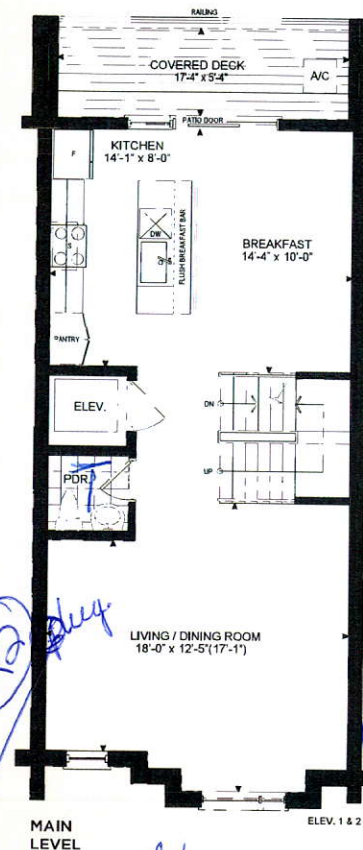 RAILING
COVERED DECK
17'-4" x 5'-4"
A/C
PATIO DOOR
KITCHEN
14'-1" x 8'-0"
F
DW
FLUSH BREAKFAST BAR
S
BREAKFAST
14'-4" x 10'-0"
PANTRY
ELEV.
DN
UP
PDR.
LIVING / DINING ROOM
18'-0" x 12'-5"(17'-1")
12
ELEV. 1 & 2
MAIN
LEVEL